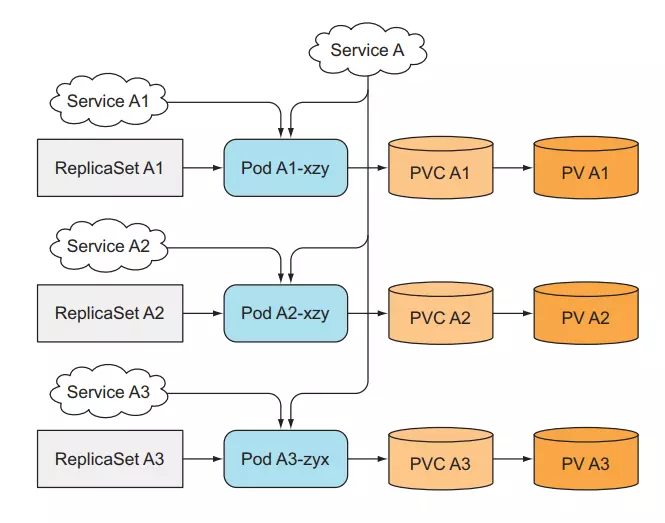 Service A
Service A1
ReplicaSet A1
Pod A1-xzy
PVC A1
PV A1
Service A2
ReplicaSet A2
Pod A2-xzy
PVC A2
PV A2
Service A3
ReplicaSet A3
Pod A3-zyx
PVC A3
PV A3